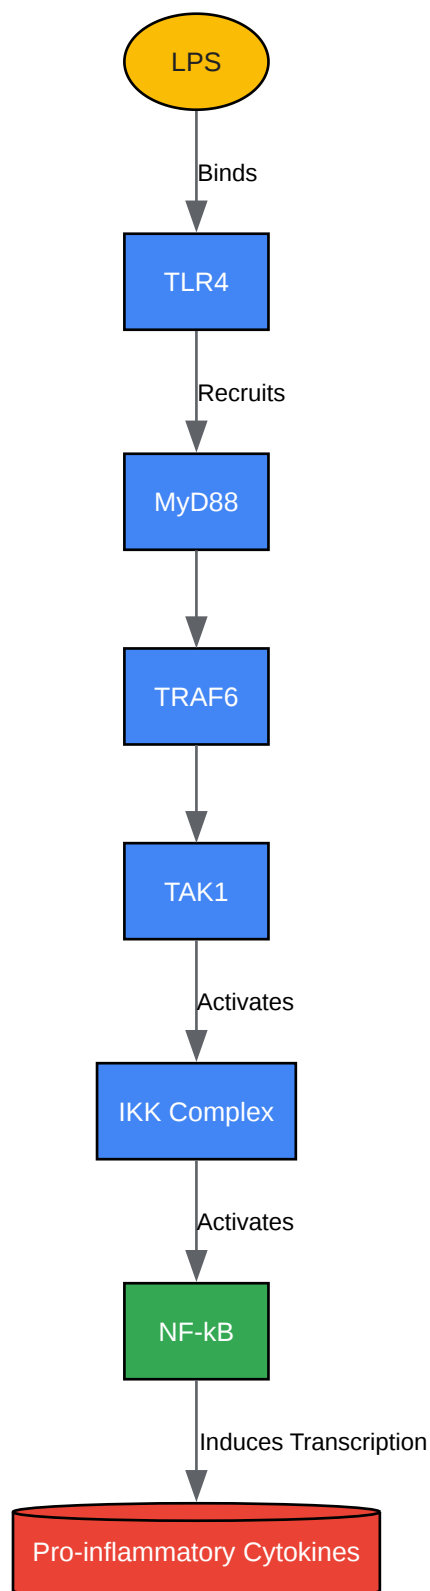 LPS
Binds
TLR4
Recruits
MyD88
TRAF6
TAK1
Activates
IKK Complex
Activates
NF-kB
Induces Transcription
Pro-inflammatory Cytokines